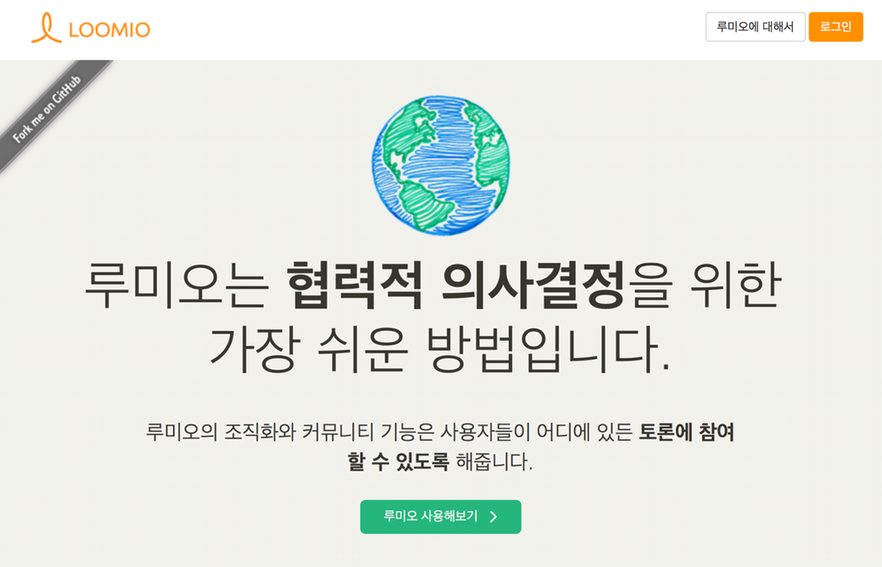 LOOMIO
루미오에 대해서
로그인
Fork me on GitHub
루미오는 협력적 의사결정을 위한
가장 쉬운 방법입니다.
루미오의 조직화와 커뮤니티 기능은 사용자들이 어디에 있든 토론에 참여
할 수 있도록 해줍니다.
루미오 사용해보기